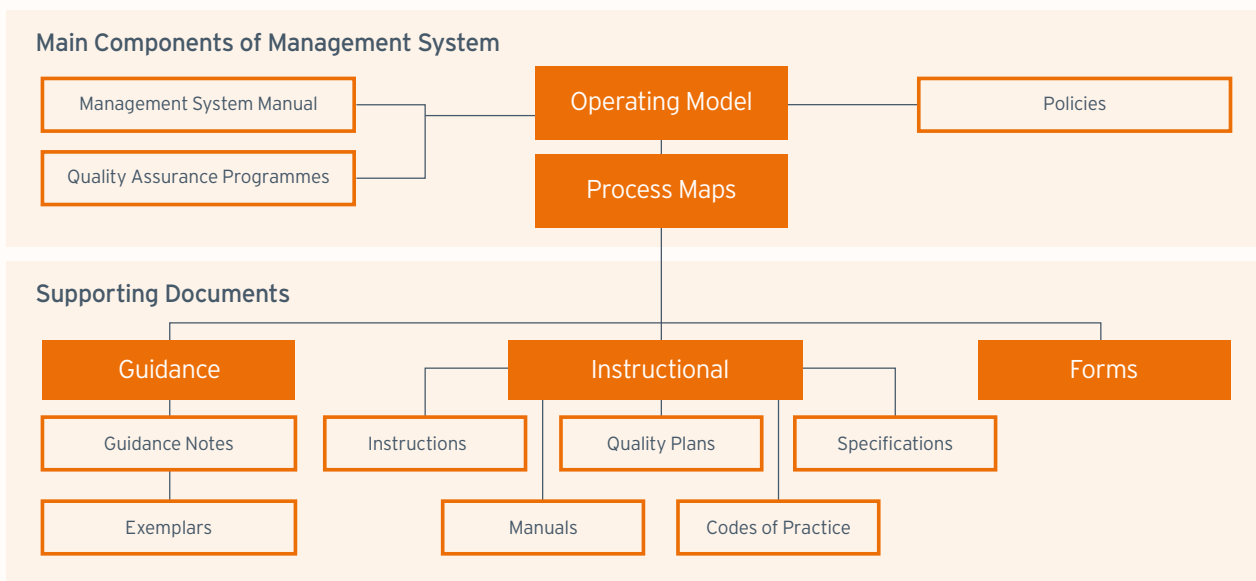 Main Components of Management System
Management System Manual
Operating Model
Policies
Quality Assurance Programmes
Process Maps
Supporting Documents
Guidance
Instructional
Forms
Guidance Notes
Instructions
Quality Plans
Specifications
Exemplars
Manuals
Codes of Practice